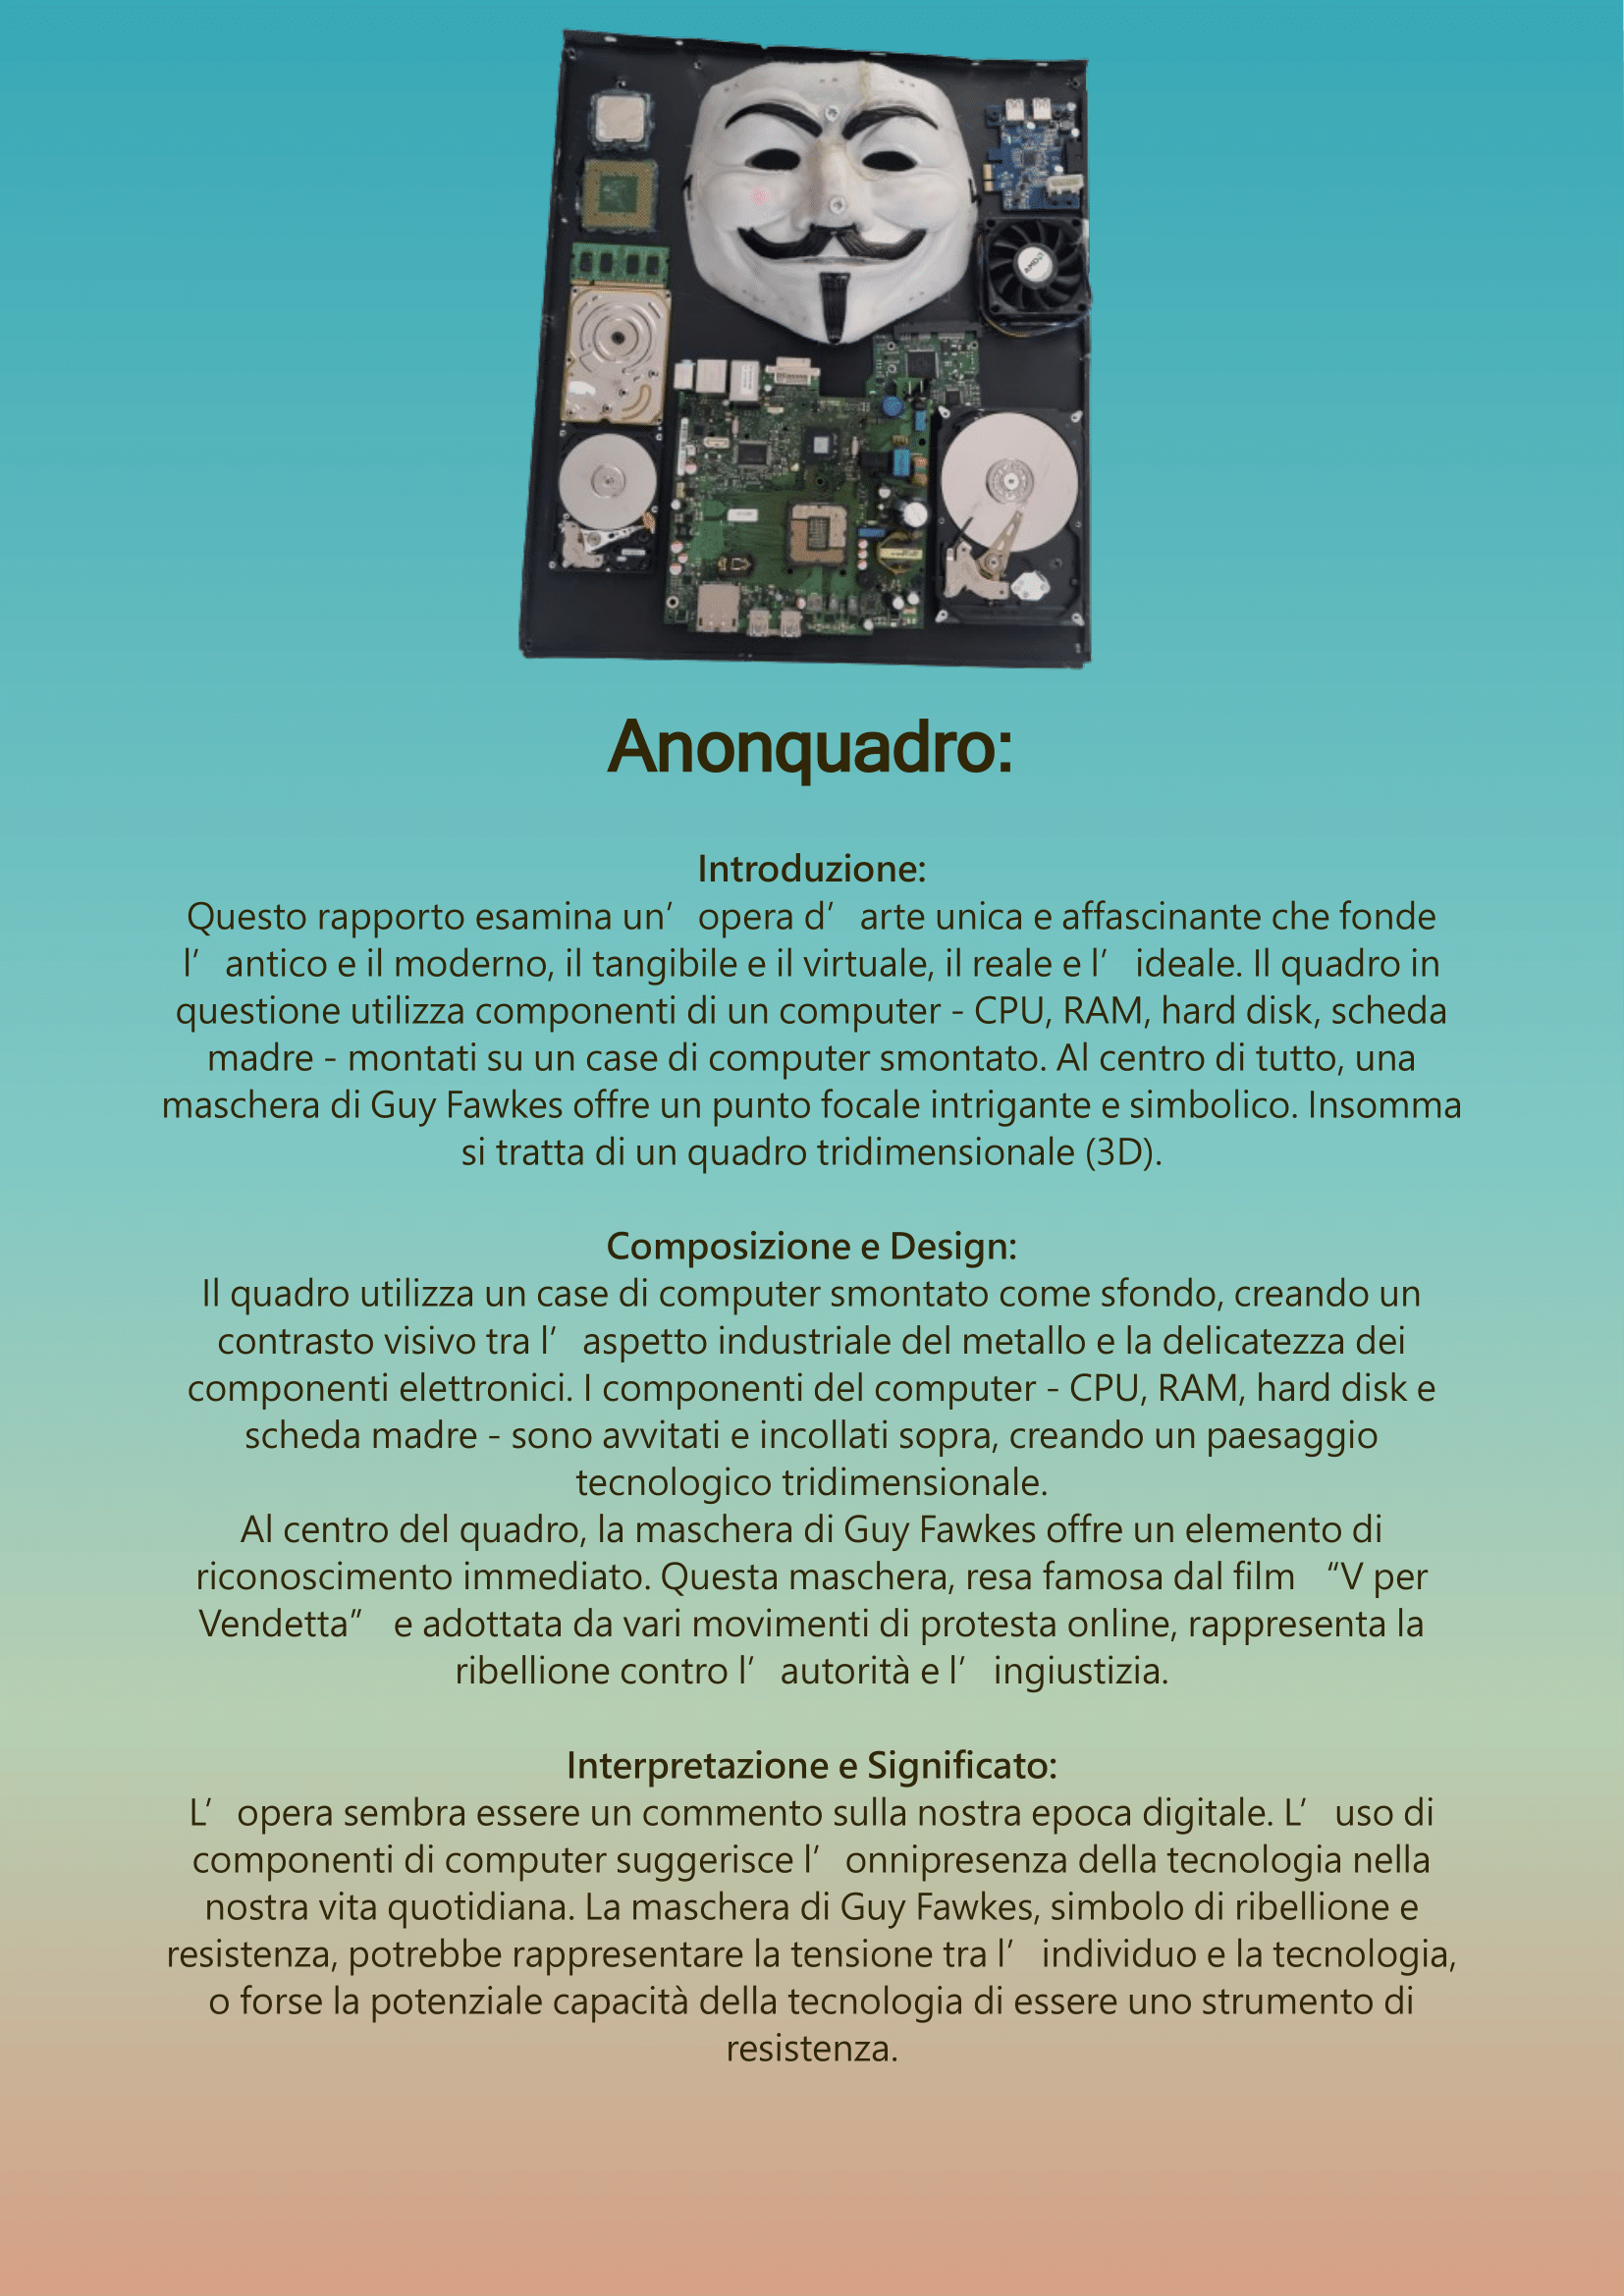 AMD
Anonquadro:
Introduzione:
Questo rapporto esamina un’ opera d’ arte unica e affascinante che fonde
l’ antico e il moderno, il tangibile e il virtuale, il reale e l’ ideale. Il quadro in
questione utilizza componenti di un computer - CPU, RAM, hard disk, scheda
madre - montati su un case di computer smontato. Al centro di tutto, una
maschera di Guy Fawkes offre un punto focale intrigante e simbolico. Insomma
si tratta di un quadro tridimensionale (3D).
Composizione e Design:
Il quadro utilizza un case di computer smontato come sfondo, creando un
contrasto visivo tra l’ aspetto industriale del metallo e la delicatezza dei
componenti elettronici. I componenti del computer - CPU, RAM, hard disk e
scheda madre - sono avvitati e incollati sopra, creando un paesaggio
tecnologico tridimensionale.
Al centro del quadro, la maschera di Guy Fawkes offre un elemento di
riconoscimento immediato. Questa maschera, resa famosa dal film “V per
Vendetta” e adottata da vari movimenti di protesta online, rappresenta la
ribellione contro l’ autorità e l’ ingiustizia.
Interpretazione e Significato:
L’ opera sembra essere un commento sulla nostra epoca digitale. L’ uso di
componenti di computer suggerisce l’ onnipresenza della tecnologia nella
nostra vita quotidiana. La maschera di Guy Fawkes, simbolo di ribellione e
resistenza, potrebbe rappresentare la tensione tra l’ individuo e la tecnologia,
o forse la potenziale capacità della tecnologia di essere uno strumento di
resistenza.